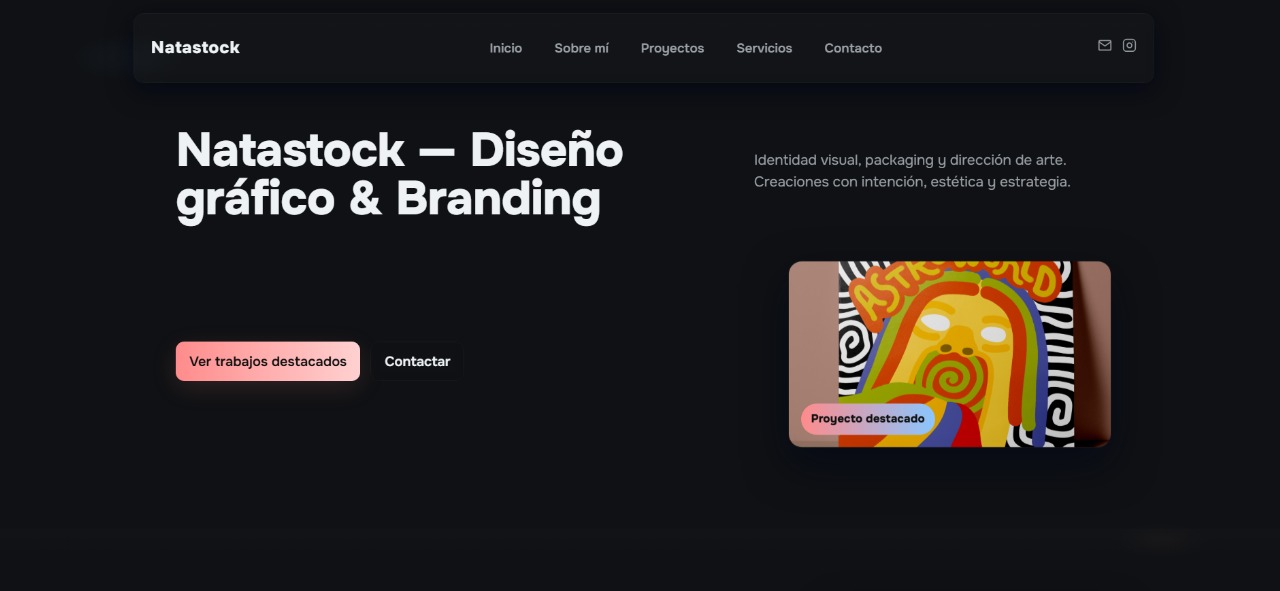 Natastock
Inicio
Sobre mí
Proyectos
Servicios
Contacto
Natastock — Diseño
gráfico & Branding
Identidad visual, packaging y dirección de arte.
Creaciones con intención, estética y estrategia.
ASTROWORLD
Ver trabajos destacados
Contactar
Proyecto destacado